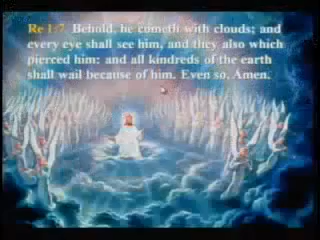 Re 1:7 Behold, he cometh with clouds; and
every eye shall see him, and they also which
pierced him: and all kindreds of the earth
shall wail because of him. Even so, Amen.